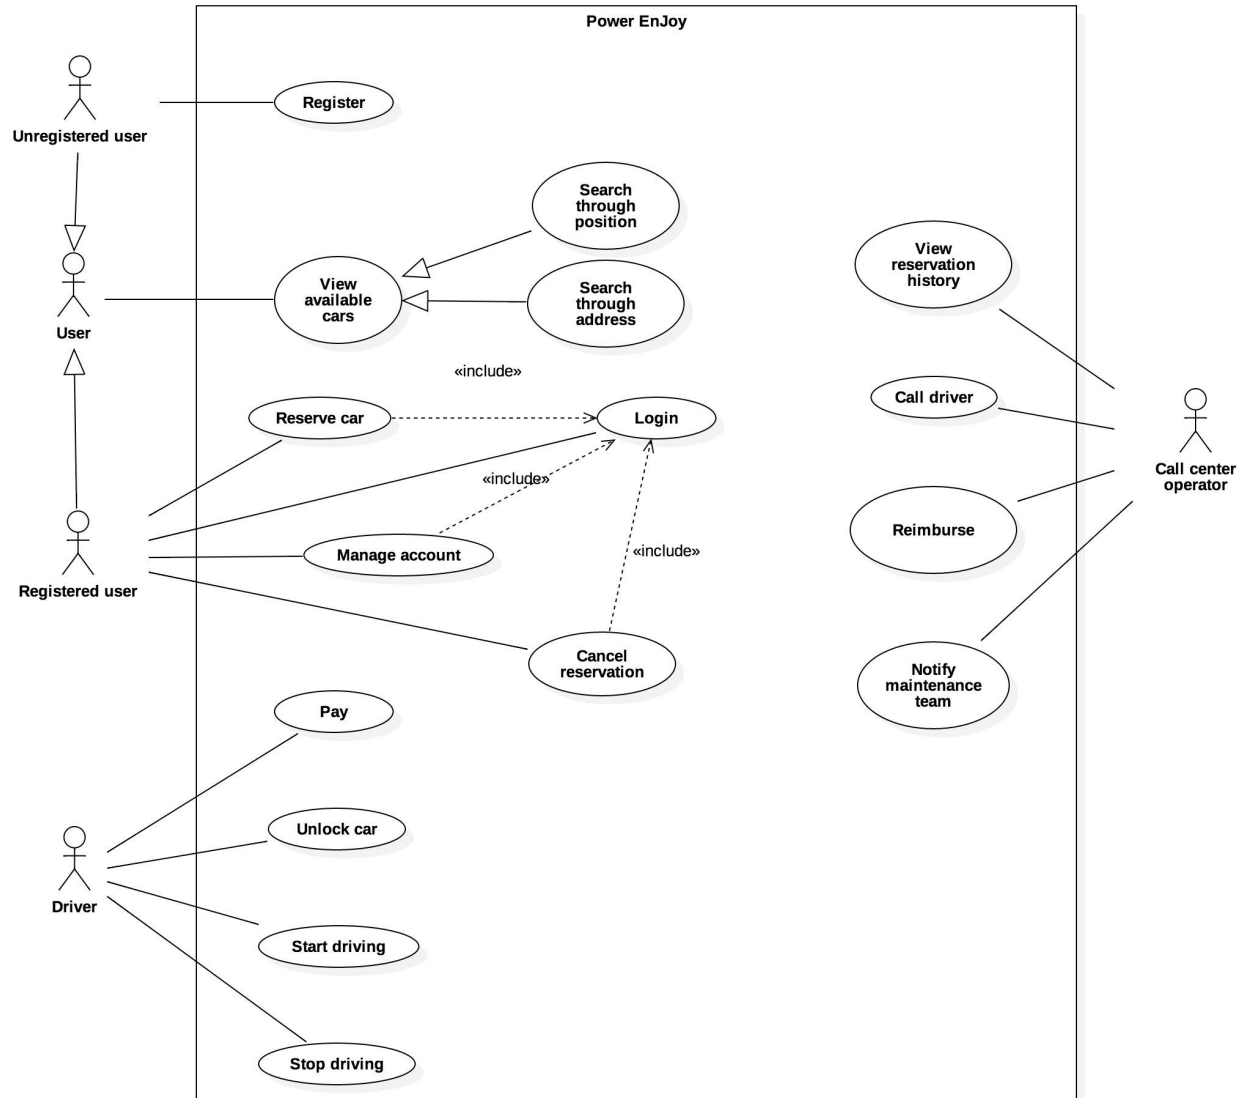 Power EnJoy
Unregistered user
Register
Search
through
position
View
reservation
history
User
View
available
cars
Search
through
address
«include»
Reserve car
Login
Call driver
Call center
operator
«include»
Registered user
Manage account
«include»
Reimburse
Cancel
reservation
Notify
maintenance
team
Pay
Unlock car
Driver
Start driving
Stop driving